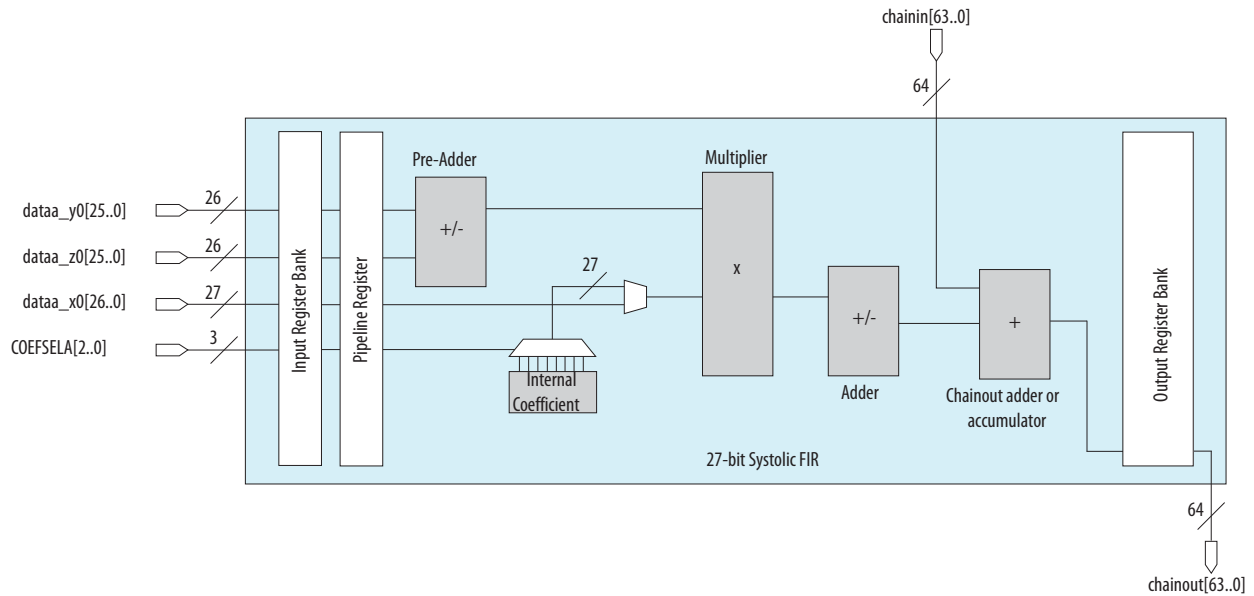 chainin[63..0]
64
Pre-Adder
Multiplier
dataa_y0[25..0]
26
+/-
dataa_z0[25..0]
26
27
x
dataa_x0[26..0]
27
+/-
+
COEFSELA[2..0]
3
Input Register Bank
Pipeline Register
Internal
Coefficient
Adder
Chainout adder or
accumulator
Output Register Bank
27-bit Systolic FIR
64
chainout[63..0]